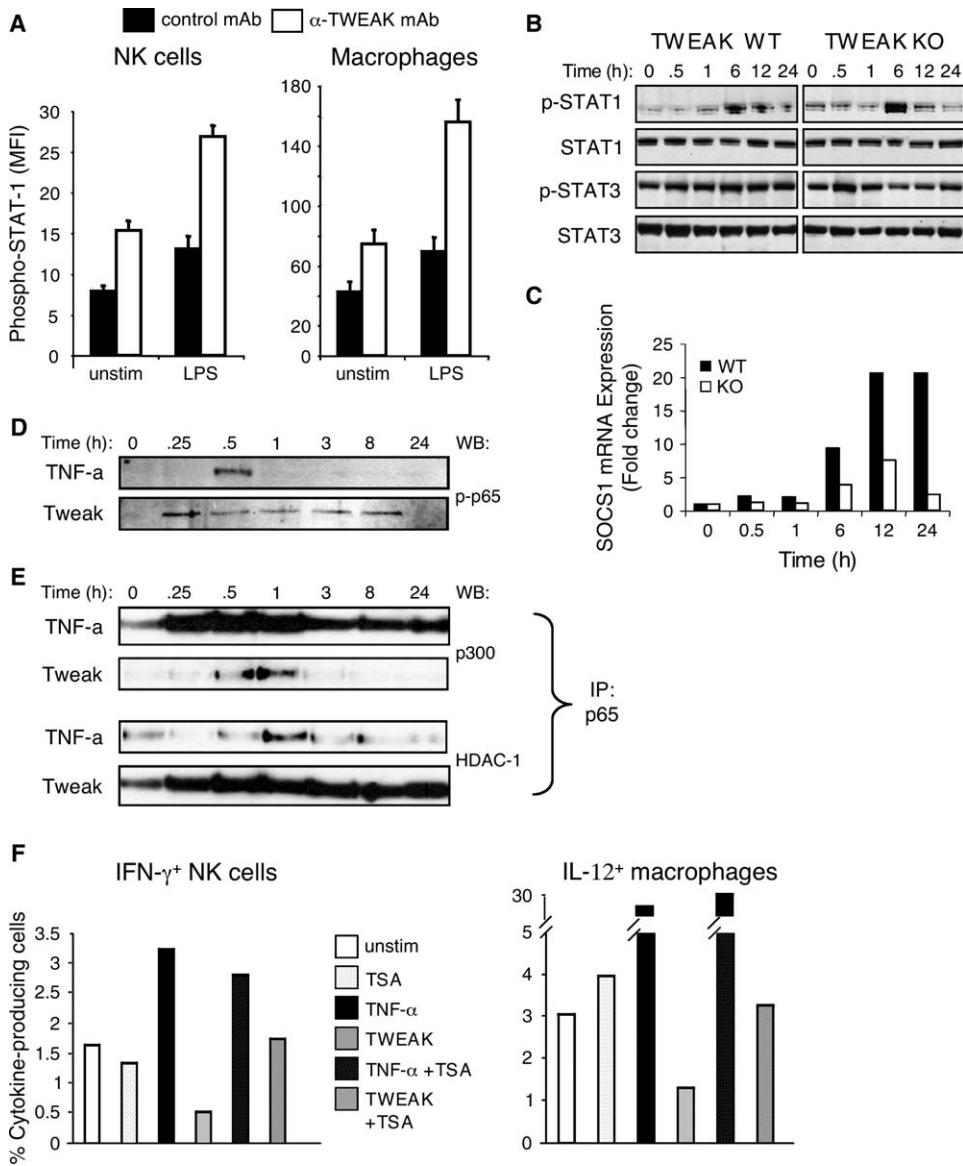 control mAb α-TWEAK mAb
A
NK cells
Macrophages
Phospho-STAT-1 (MFI)
40
35
30
25
20
15
10
5
0
unstim LPS
180
140
100
60
20
0
unstim LPS
B
TWEAK WT TWEAK KO
Time (h): 0 .5 1 6 12 24 0 .5 1 6 12 24
p-STAT1
STAT1
p-STAT3
STAT3
C
SOCS1 mRNA Expression
(Fold change)
25
20
15
10
5
0
WT
KO
0 0.5 1 6 12 24
Time (h)
D
Time (h): 0 .25 .5 1 3 8 24 WB:
TNF-a
Tweak
p-p65
E
Time (h): 0 .25 .5 1 3 8 24 WB:
TNF-a
p300
Tweak
TNF-a
HDAC-1
Tweak
IP:
p65
F
IFN-γ+ NK cells
% Cytokine-producing cells
3.5
3
2.5
2
1.5
1
0.5
0
unstim
TSA
TNF-α
TWEAK
TNF-α +TSA
TWEAK
+TSA
IL-12+ macrophages
30
5
4
3
2
1
0